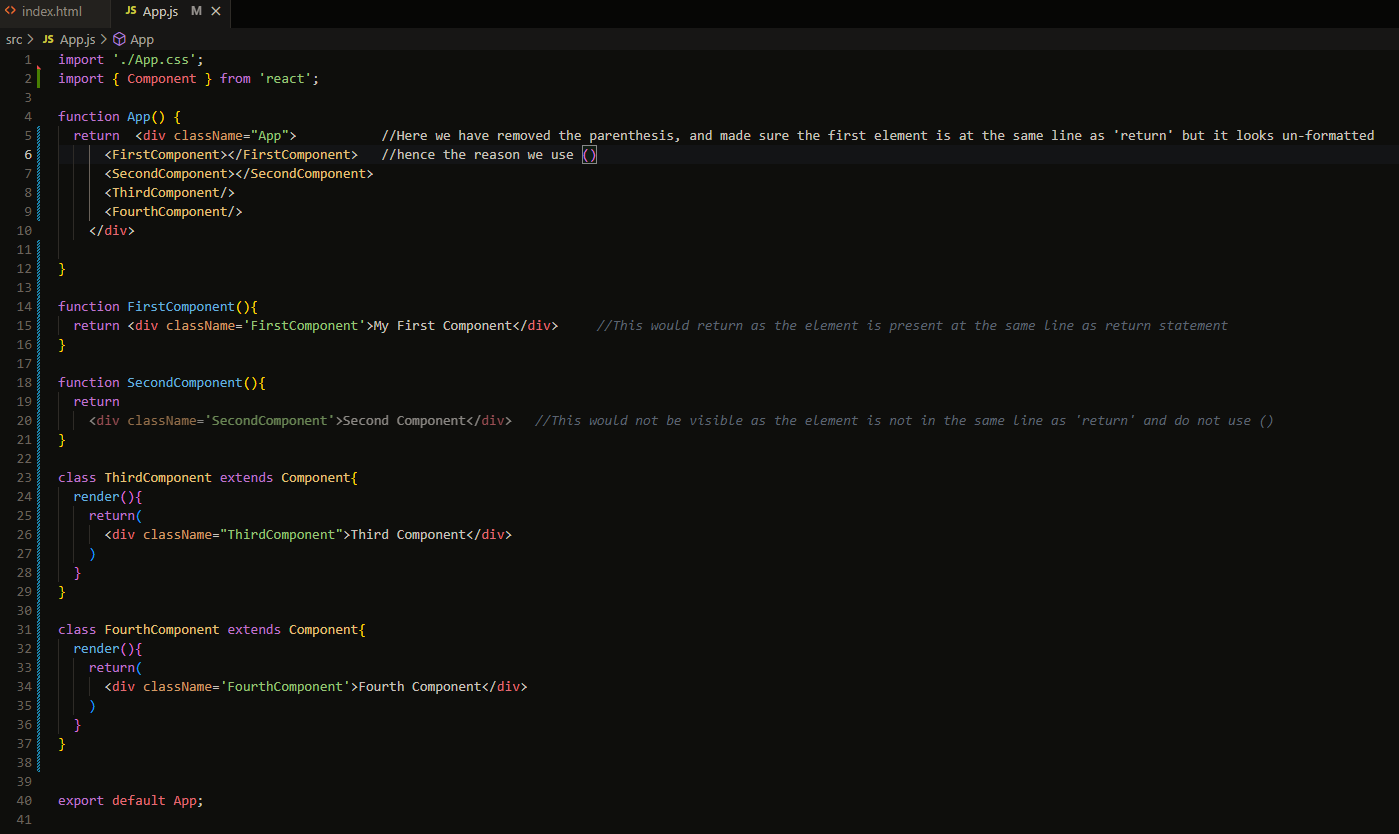 index.html JS App.js M
src > JS App.js > App
1 import './App.css';
2 import { Component } from 'react';
3
4 function App() {
5 return <div className="App"> //Here we have removed the parenthesis, and made sure the first element is at the same line as 'return' but it looks un-formatted
6 <FirstComponent></FirstComponent> //hence the reason we use ()
7 <SecondComponent></SecondComponent>
8 <ThirdComponent/>
9 <FourthComponent/>
10 </div>
11
12 }
13
14 function FirstComponent(){
15 return <div className='FirstComponent'>My First Component</div> //This would return as the element is present at the same line as return statement
16 }
17
18 function SecondComponent(){
19 return
20 <div className='SecondComponent'>Second Component</div> //This would not be visible as the element is not in the same line as 'return' and do not use ()
21 }
22
23 class ThirdComponent extends Component{
24 render(){
25 return(
26 <div className="ThirdComponent">Third Component</div>
27 )
28 }
29 }
30
31 class FourthComponent extends Component{
32 render(){
33 return(
34 <div className='FourthComponent'>Fourth Component</div>
35 )
36 }
37 }
38
39
40 export default App;
41